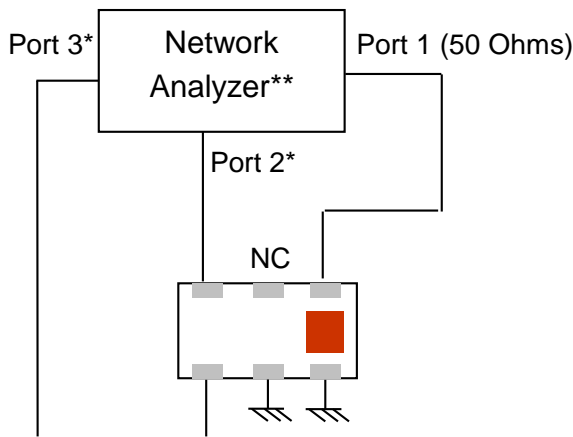 Port 3*
Network
Analyzer**
Port 1 (50 Ohms)
Port 2*
NC